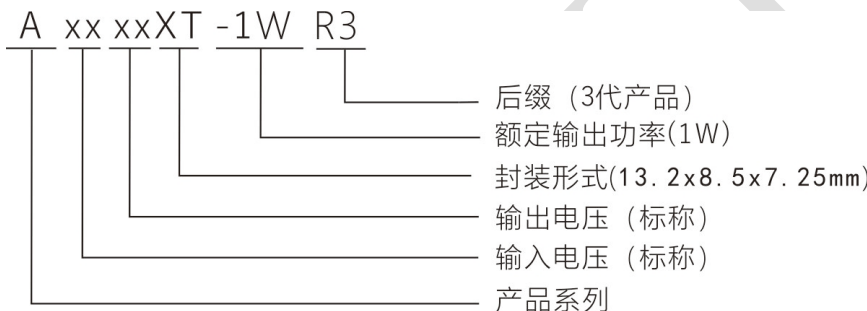 A xx xxXT -1W R3
后缀（3代产品）
额定输出功率(1W)
封装形式(13.2x8.5x7.25mm)
输出电压（标称）
输入电压（标称）
产品系列